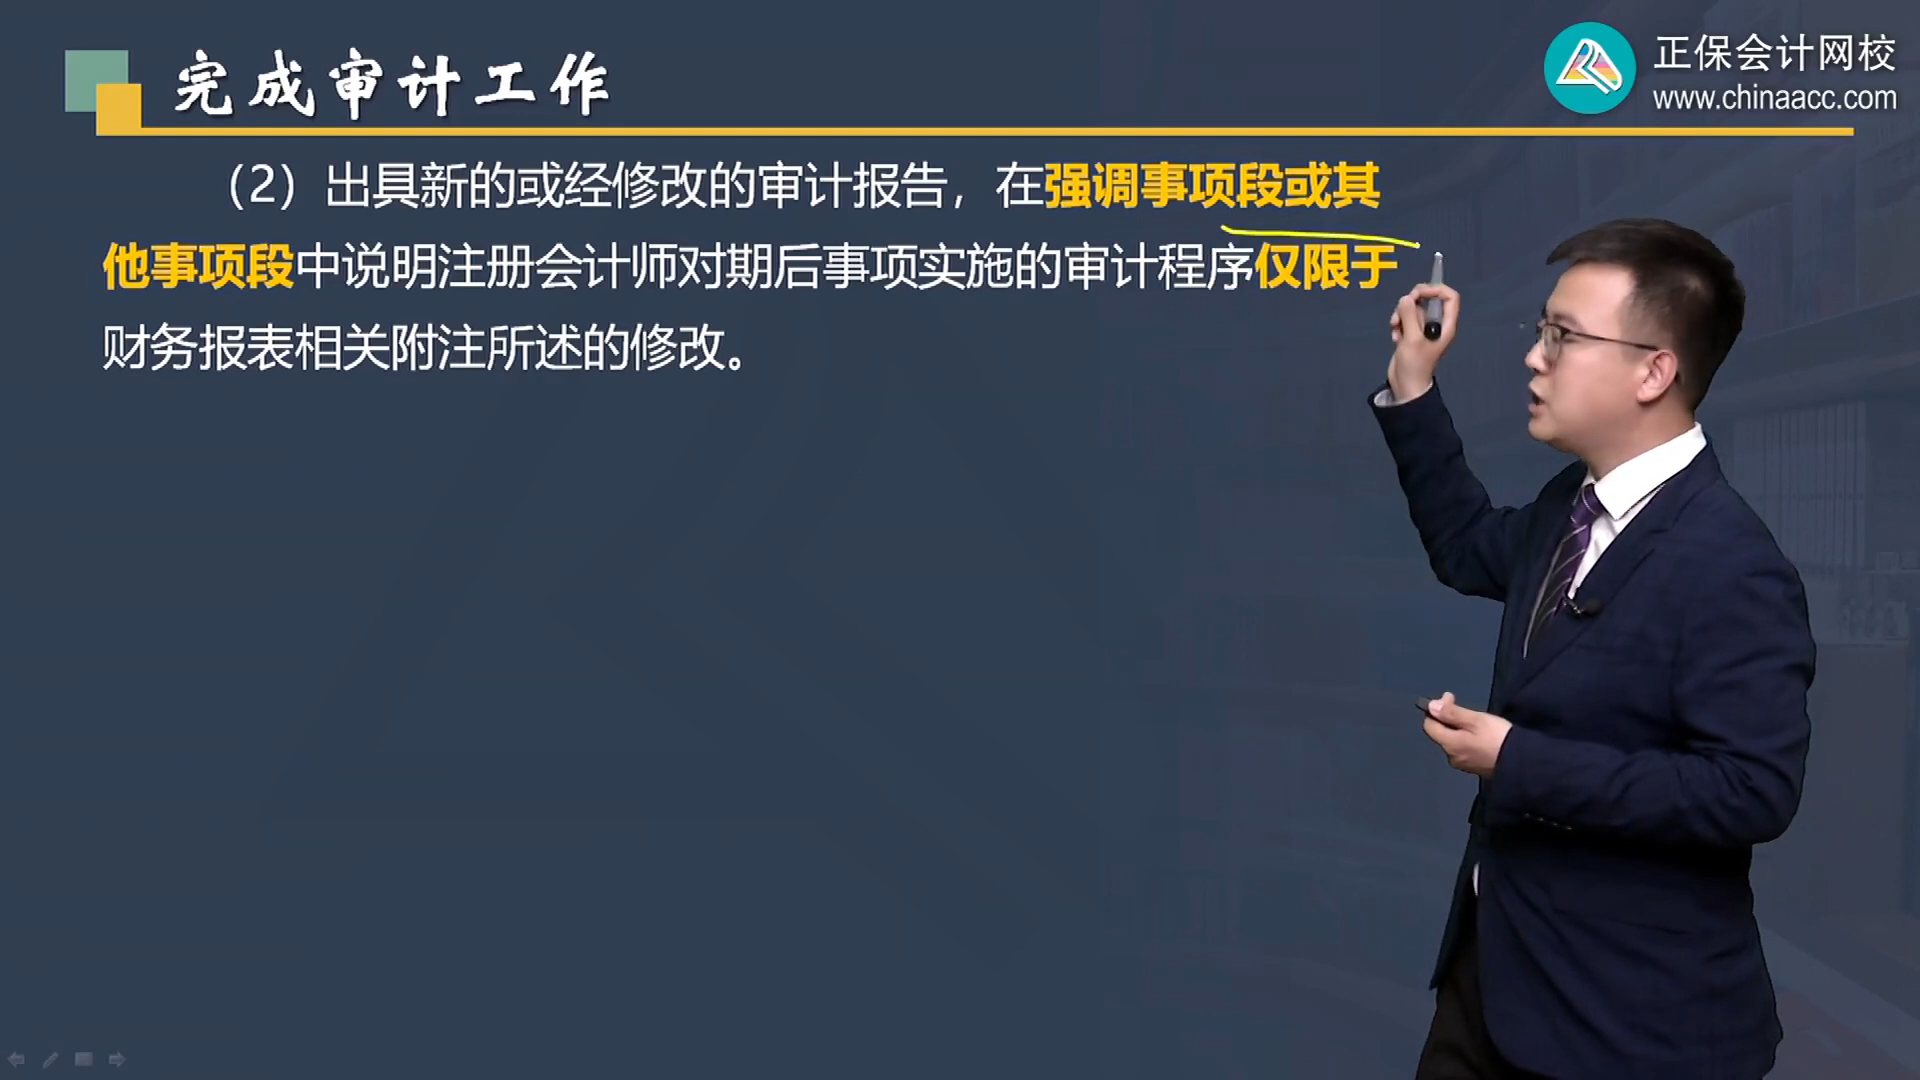 完成审计工作
正保会计网校
www.chinaacc.com
（2）出具新的或经修改的审计报告，在强调事项段或其
他事项段中说明注册会计师对期后事项实施的审计程序仅限于
财务报表相关附注所述的修改。